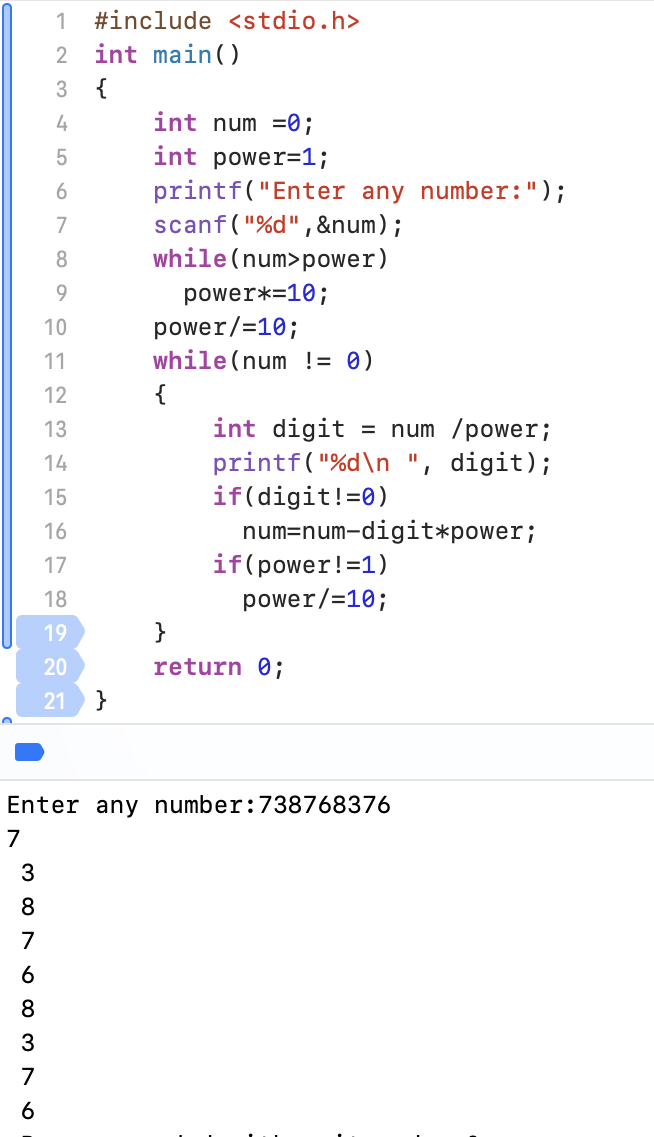 1 #include <stdio.h>
2 int main()
3 {
4 int num =0;
5 int power=1;
6 printf("Enter any number:");
7 scanf("%d",&num);
8 while(num>power)
9 power*=10;
10 power/=10;
11 while(num != 0)
12 {
13 int digit = num /power;
14 printf("%d\n ", digit);
15 if(digit!=0)
16 num=num-digit*power;
17 if(power!=1)
18 power/=10;
19 }
20 return 0;
21 }
Enter any number:738768376
7
3
8
7
6
8
3
7
6